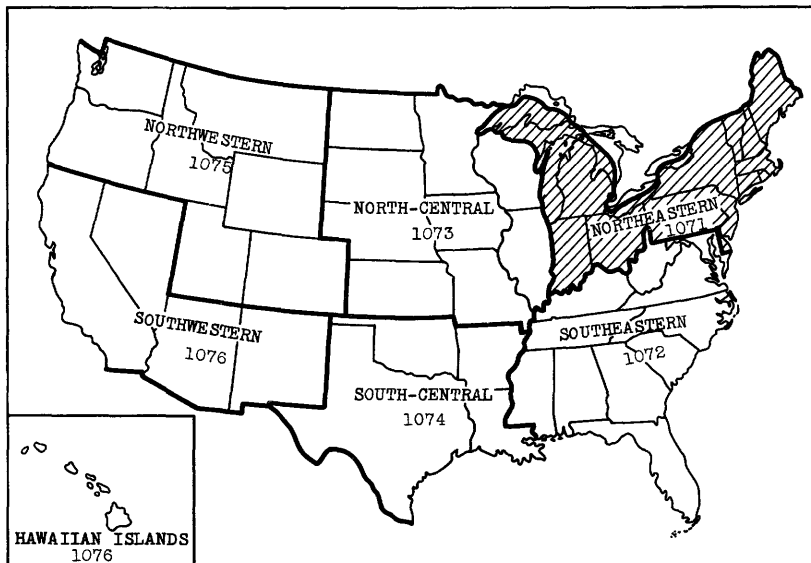 NORTHWESTERN
1075
NORTH-CENTRAL
1073
NORTHEASTERN
1071
SOUTHWESTERN
1076
SOUTHEASTERN
1072
SOUTH-CENTRAL
1074
HAWAIIAN ISLANDS
1076